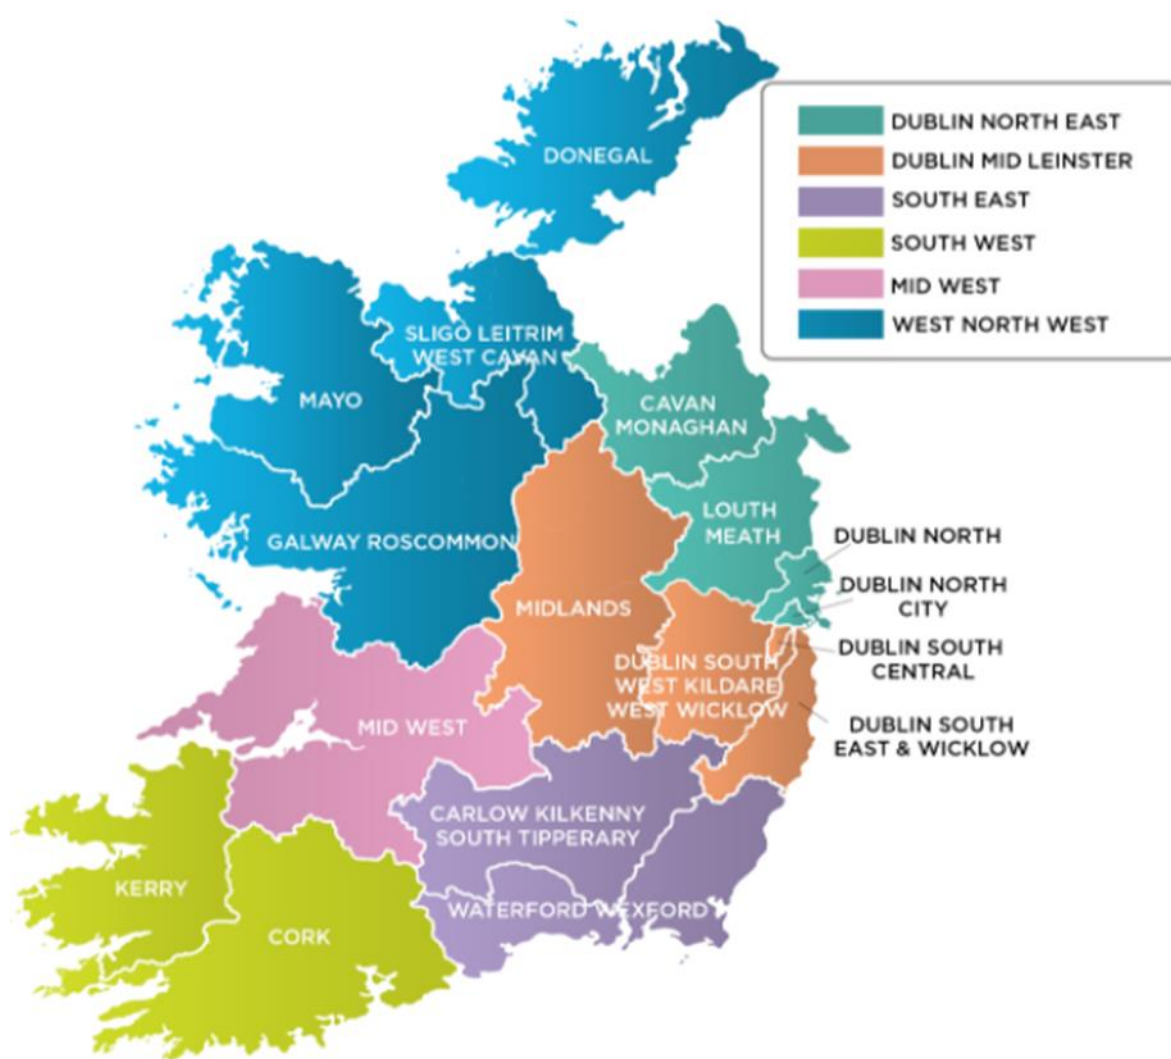 DONEGAL
DUBLIN NORTH EAST
DUBLIN MID LEINSTER
SOUTH EAST
SOUTH WEST
MID WEST
WEST NORTH WEST
SLIGO LEITRIM
WEST CAVAN
MAYO
CAVAN
MONAGHAN
LOUTH
MEATH
GALWAY ROSCOMMON
DUBLIN NORTH
DUBLIN NORTH
CITY
MIDLANDS
DUBLIN SOUTH
CENTRAL
DUBLIN SOUTH
WEST KILDARE
WEST WICKLOW
DUBLIN SOUTH
EAST & WICKLOW
MID WEST
CARLOW KILKENNY
SOUTH TIPPERARY
KERRY
WATERFORD WEXFORD
CORK